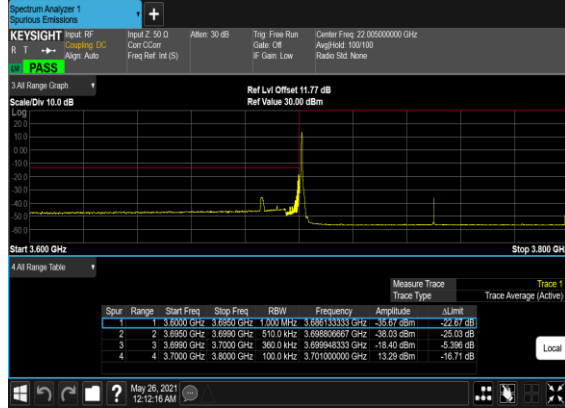 Spectrum Analyzer 1
Spurious Emissions
+
KEYSIGHT Input: RF Input Z: 50 Ω Atten: 30 dB Trig: Free Run Center Freq: 22.005000000 GHz
R T Coupling: DC Corr CCorr Gate: Off Avg|Hold: 100/100
Align: Auto Freq Ref: Int (S) IF Gain: Low Radio Std: None
PASS
3 All Range Graph
Ref Lvl Offset 11.77 dB
Scale/Div 10.0 dB Ref Value 30.00 dBm
Log
20.0
10.0
0.00
-10.0
-20.0
-30.0
-40.0
-50.0
-60.0
Start 3.600 GHz Stop 3.800 GH
4 All Range Table
Measure Trace Trace 1
Trace Type Trace Average (Active)
Spur Range Start Freq Stop Freq RBW Frequency Amplitude ΔLimit
1 1 3.6000 GHz 3.6950 GHz 1.000 MHz 3.686133333 GHz -35.67 dBm -22.67 dB
2 2 3.6950 GHz 3.6990 GHz 510.0 kHz 3.698806667 GHz -38.03 dBm -25.03 dB
3 3 3.6990 GHz 3.7000 GHz 360.0 kHz 3.699948333 GHz -18.40 dBm -5.396 dB
4 4 3.7000 GHz 3.8000 GHz 100.0 kHz 3.701000000 GHz 13.29 dBm -16.71 dB
Local
?
May 26, 2021
12:12:16 AM